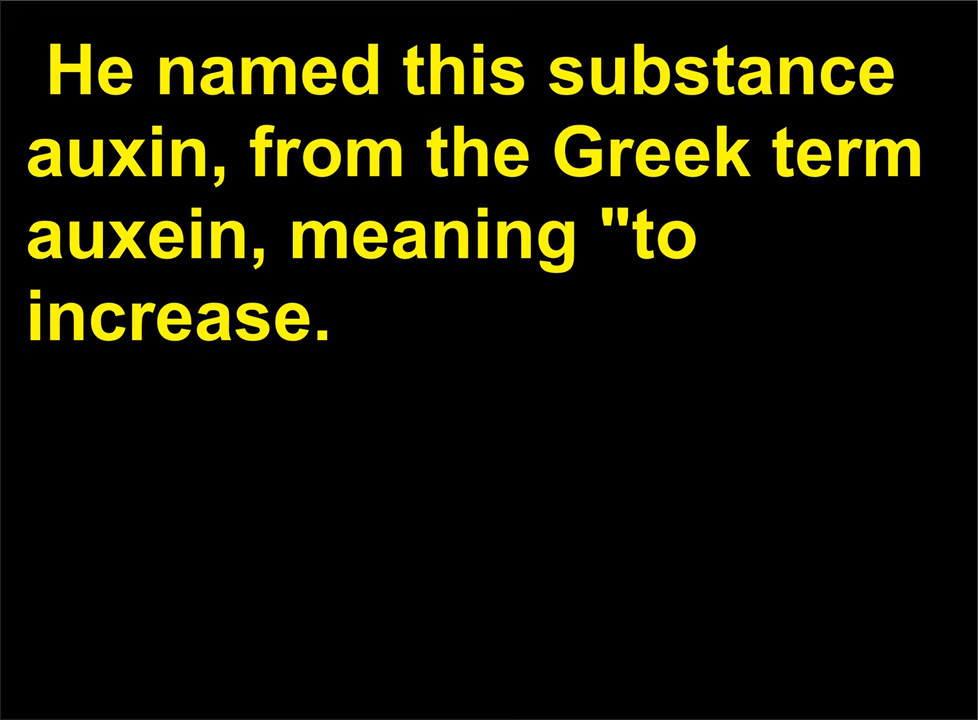 He named this substance
auxin, from the Greek term
auxein, meaning "to
increase.